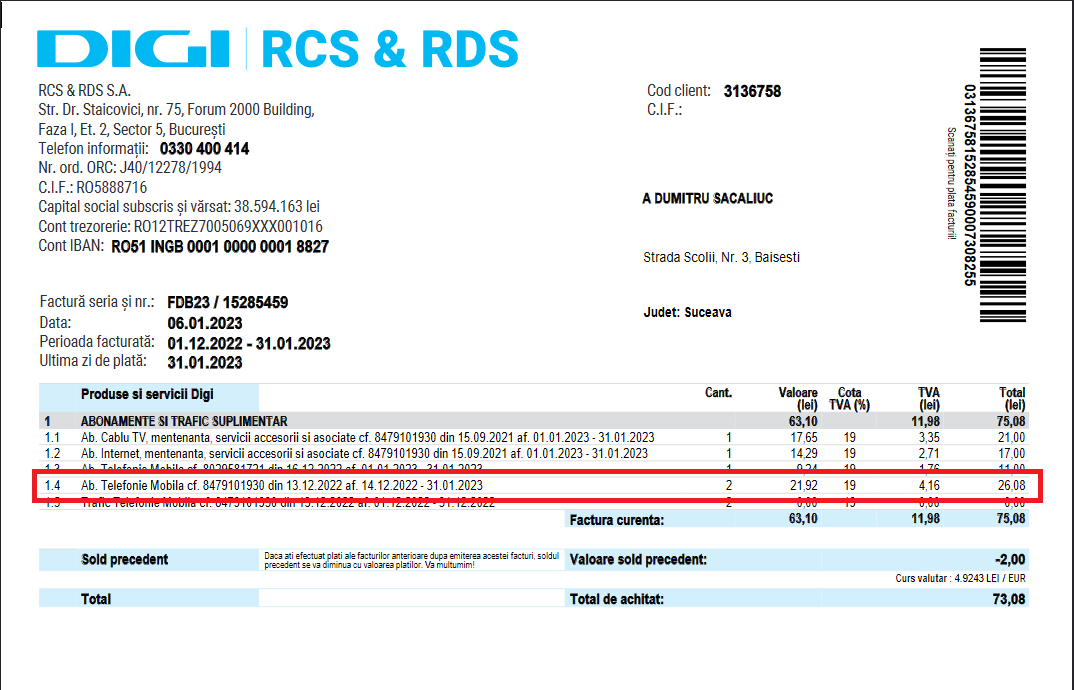 DIGI | RCS & RDS
RCS & RDS S.A.
Str. Dr. Staicovici, nr. 75, Forum 2000 Building,
Faza I, Et. 2, Sector 5, București
Telefon informații: 0330 400 414
Nr. ord. ORC: J40/12278/1994
C.I.F.: RO5888716
Capital social subscris și vărsat: 38.594.163 lei
Cont trezorerie: RO12TREZ7005069XXX001016
Cont IBAN: RO51 INGB 0001 0000 0001 8827
Cod client: 3136758
C.I.F.:
A DUMITRU SACALIUC
Strada Scolii, Nr. 3, Baisesti
Judet: Suceava
Scanați pentru plata facturii!
031367581528545900073082​55
Factură seria și nr.: FDB23 / 15285459
Data: 06.01.2023
Perioada facturată: 01.12.2022 - 31.01.2023
Ultima zi de plată: 31.01.2023
Produse si servicii Digi Cant. Valoare (lei) Cota TVA (%) TVA (lei) Total (lei)
1 ABONAMENTE SI TRAFIC SUPLIMENTAR 63,10 11,98 75,08
1.1 Ab. Cablu TV, mentenanta, servicii accesorii si asociate cf. 8479101930 din 15.09.2021 af. 01.01.2023 - 31.01.2023 1 17,65 19 3,35 21,00
1.2 Ab. Internet, mentenanta, servicii accesorii si asociate cf. 8479101930 din 15.09.2021 af. 01.01.2023 - 31.01.2023 1 14,29 19 2,71 17,00
1.3 Ab. Telefonie Mobila cf. 8029581721 din 16.12.2022 af. 01.01.2023 - 31.01.2023 1 9,24 19 1,76 11,00
1.4 Ab. Telefonie Mobila cf. 8479101930 din 13.12.2022 af. 14.12.2022 - 31.01.2023 2 21,92 19 4,16 26,08
1.5 Trafic Telefonie Mobila cf. 8479101930 din 13.12.2022 af. 01.12.2022 - 31.12.2022 2 0,00 19 0,00 0,00
Factura curenta: 63,10 11,98 75,08
Sold precedent Daca ati efectuat plati ale facturilor anterioare dupa emiterea acestei facturi, soldul precedent se va diminua cu valoarea platilor. Va multumim! Valoare sold precedent: -2,00
Curs valutar : 4.9243 LEI / EUR
Total Total de achitat: 73,08